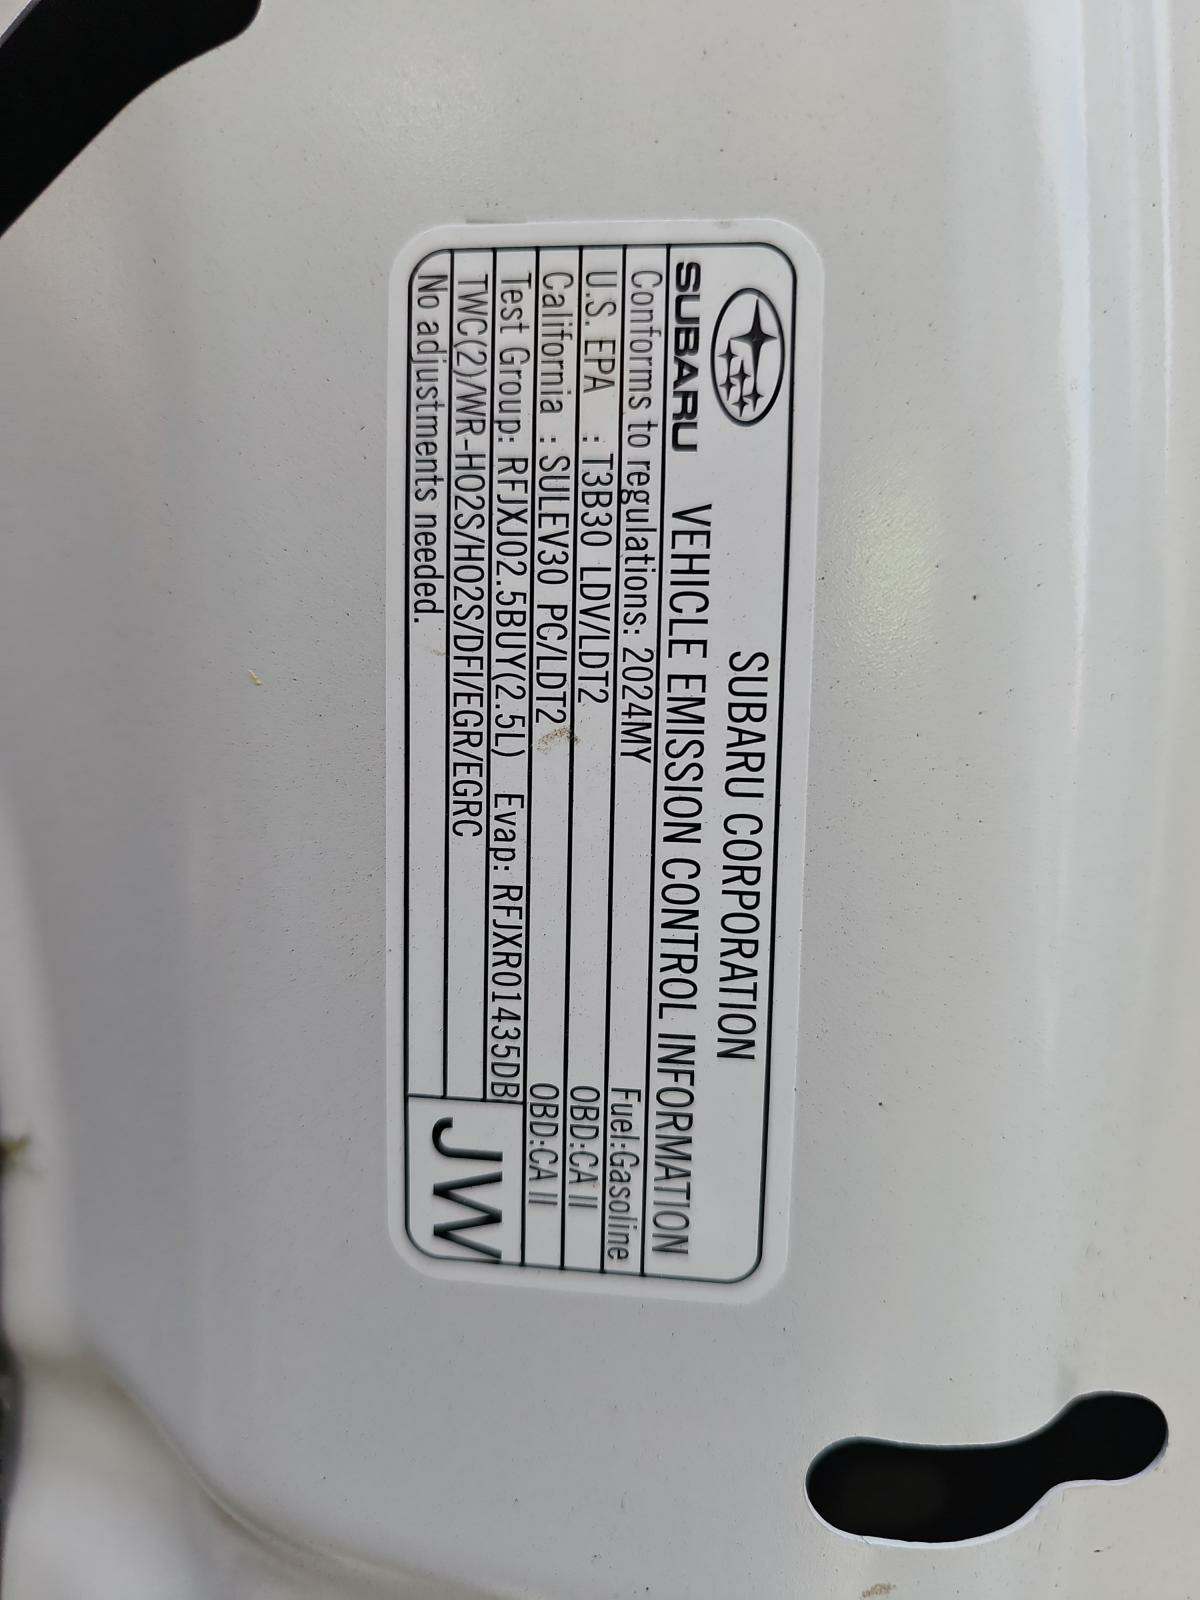 SUBARU CORPORATION
SUBARU VEHICLE EMISSION CONTROL INFORMATION
Conforms to regulations: 2024MY Fuel:Gasoline
U.S. EPA : T3B30 LDV/LDT2 OBD:CA II
California : SULEV30 PC/LDT2 OBD:CA II
Test Group: RFJXJ02.5BUY(2.5L) Evap: RFJXR01435DB
TWC(2)/WR-HO2S/HO2S/DFI/EGR/EGRC
No adjustments needed.
JW